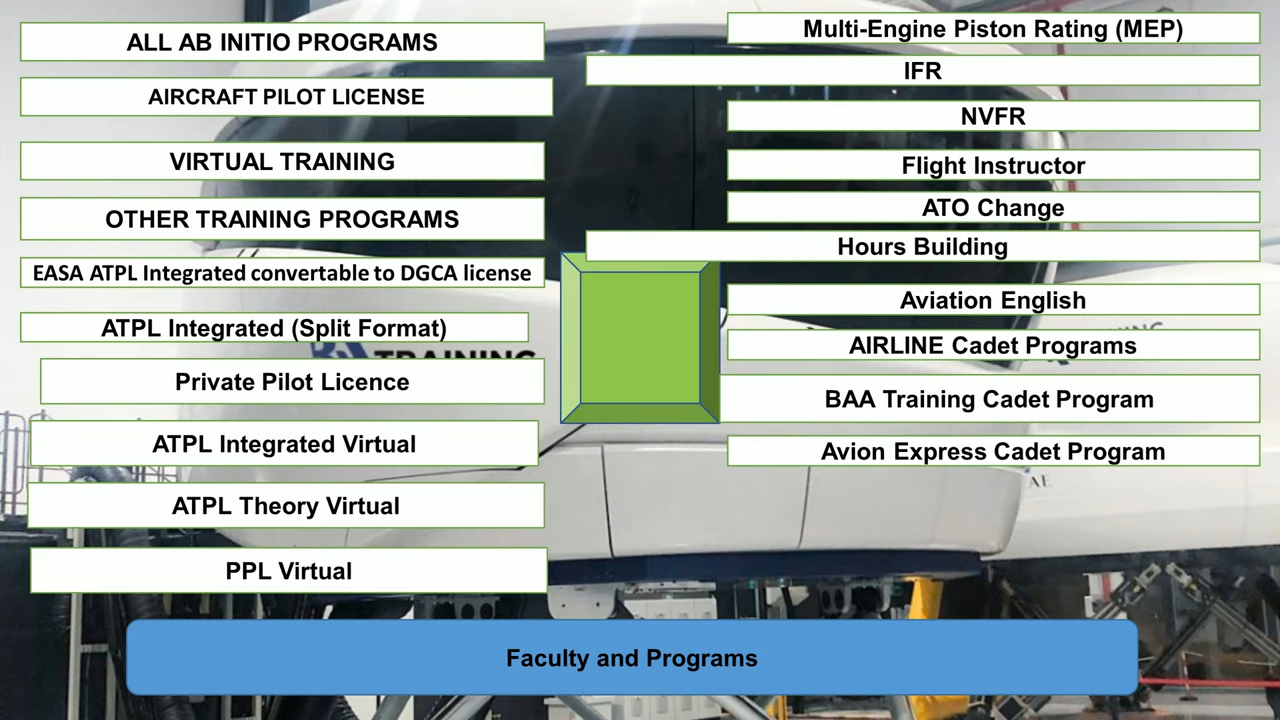 ALL AB INITIO PROGRAMS
AIRCRAFT PILOT LICENSE
VIRTUAL TRAINING
OTHER TRAINING PROGRAMS
EASA ATPL Integrated convertable to DGCA license
ATPL Integrated (Split Format)
TRAINING
Private Pilot Licence
ATPL Integrated Virtual
ATPL Theory Virtual
PPL Virtual
Multi-Engine Piston Rating (MEP)
IFR
NVFR
Flight Instructor
ATO Change
Hours Building
Aviation English
AIRLINE Cadet Programs
BAA Training Cadet Program
Avion Express Cadet Program
Faculty and Programs